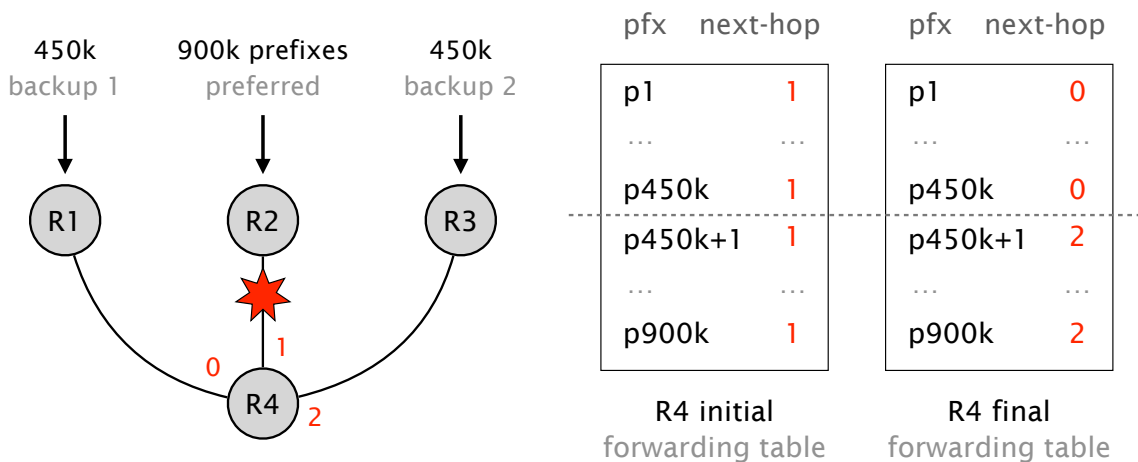 450k
backup 1
900k prefixes
preferred
450k
backup 2
R1
R2
R3
0
1
2
R4
pfx next-hop
p1 1
... ...
p450k 1
p450k+1 1
... ...
p900k 1
R4 initial
forwarding table
pfx next-hop
p1 0
... ...
p450k 0
p450k+1 2
... ...
p900k 2
R4 final
forwarding table